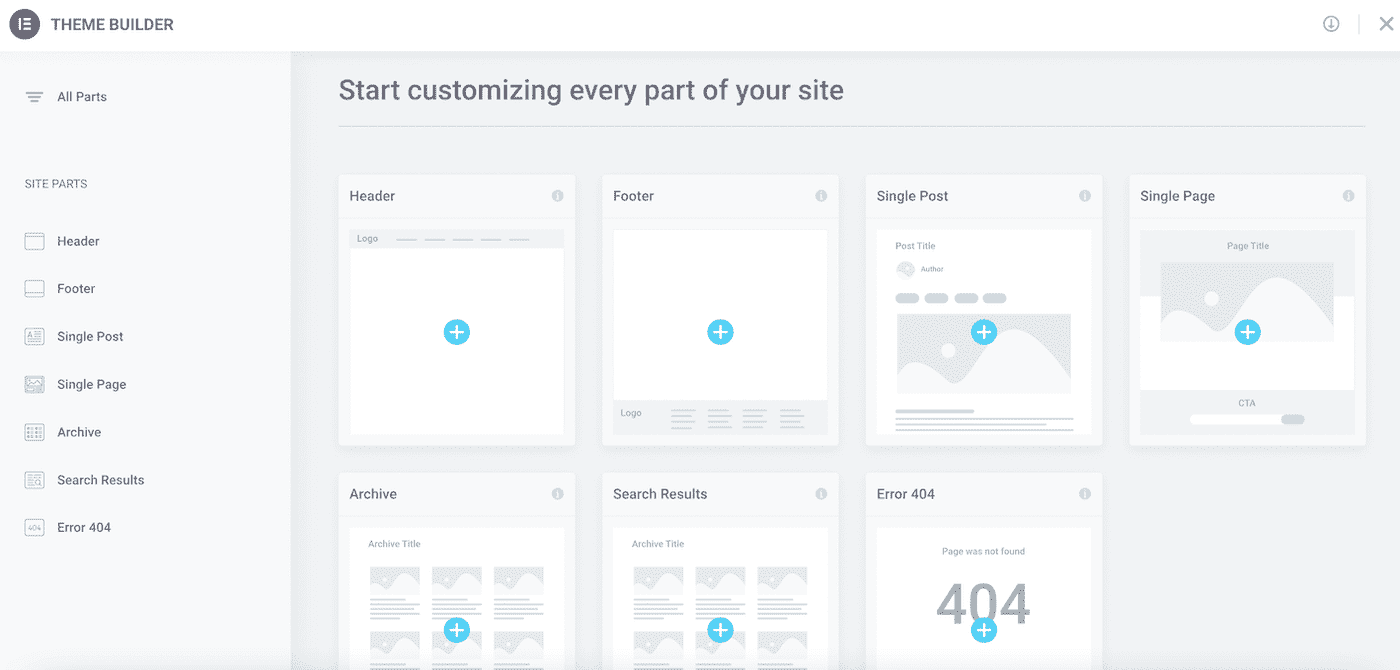 THEME BUILDER
All Parts
SITE PARTS
Header
Footer
Single Post
Single Page
Archive
Search Results
404
Error 404
Start customizing every part of your site
Header
Logo
Footer
Logo
Single Post
Post Title
Author
Single Page
Page Title
CTA
Archive
Archive Title
Search Results
Archive Title
Error 404
Page was not found
404